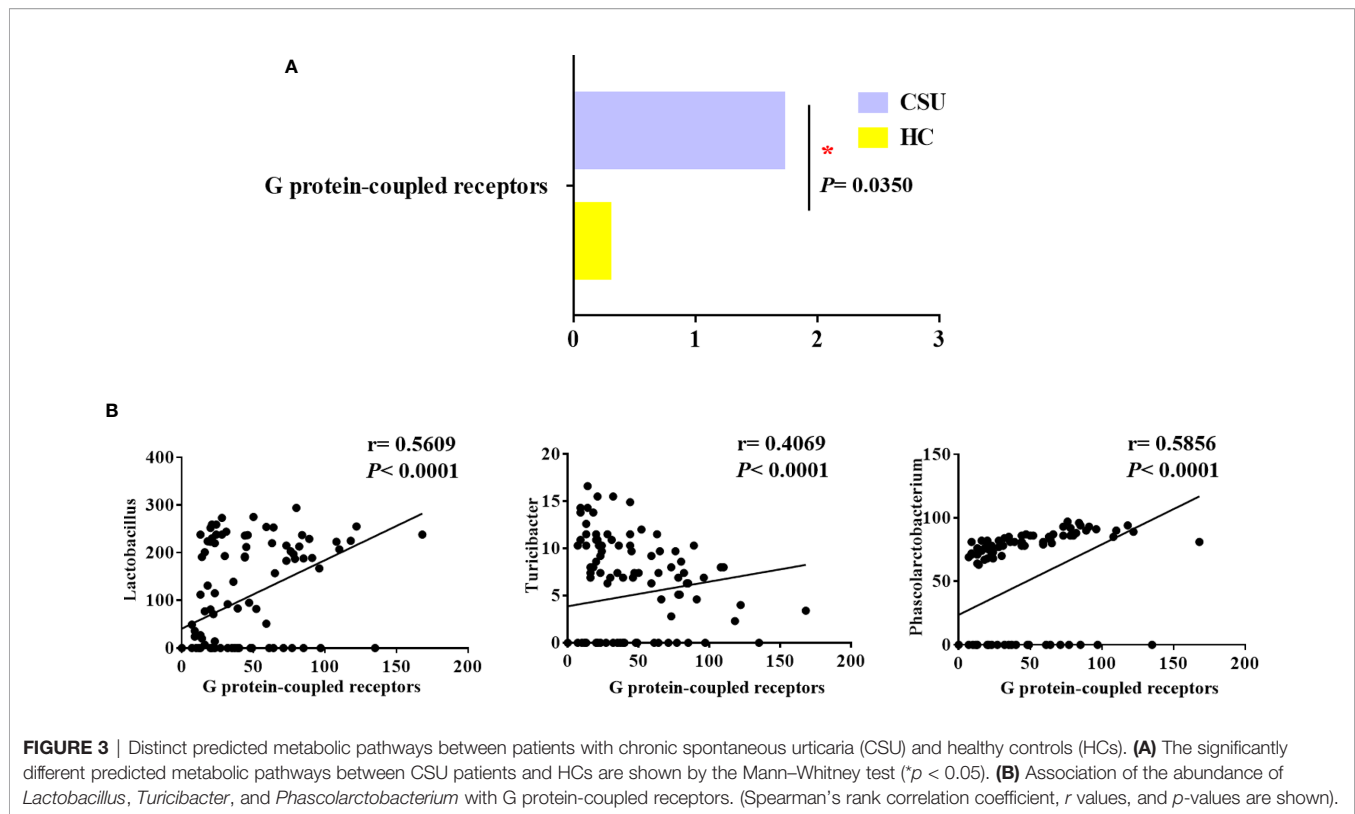 A
CSU
HC
*
G protein-coupled receptors
P= 0.0350
0 1 2 3
B
r= 0.5609
P< 0.0001
400
300
200
100
0
Lactobacillus
0 50 100 150 200
G protein-coupled receptors
r= 0.4069
P< 0.0001
20
15
10
5
0
Turicibacter
0 50 100 150 200
G protein-coupled receptors
r= 0.5856
P< 0.0001
150
100
50
0
Phascolarctobacterium
0 50 100 150 200
G protein-coupled receptors
FIGURE 3 | Distinct predicted metabolic pathways between patients with chronic spontaneous urticaria (CSU) and healthy controls (HCs). (A) The significantly
different predicted metabolic pathways between CSU patients and HCs are shown by the Mann–Whitney test (*p < 0.05). (B) Association of the abundance of
Lactobacillus, Turicibacter, and Phascolarctobacterium with G protein-coupled receptors. (Spearman's rank correlation coefficient, r values, and p-values are shown).